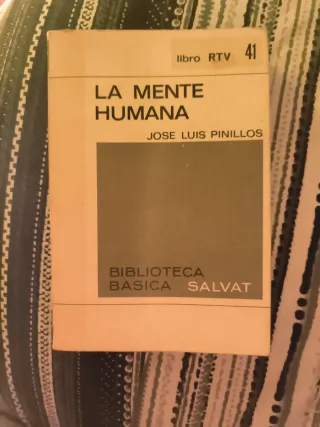 libro RTV 41
LA MENTE
HUMANA
JOSE LUIS PINILLOS
BIBLIOTECA
BASICA SALVAT